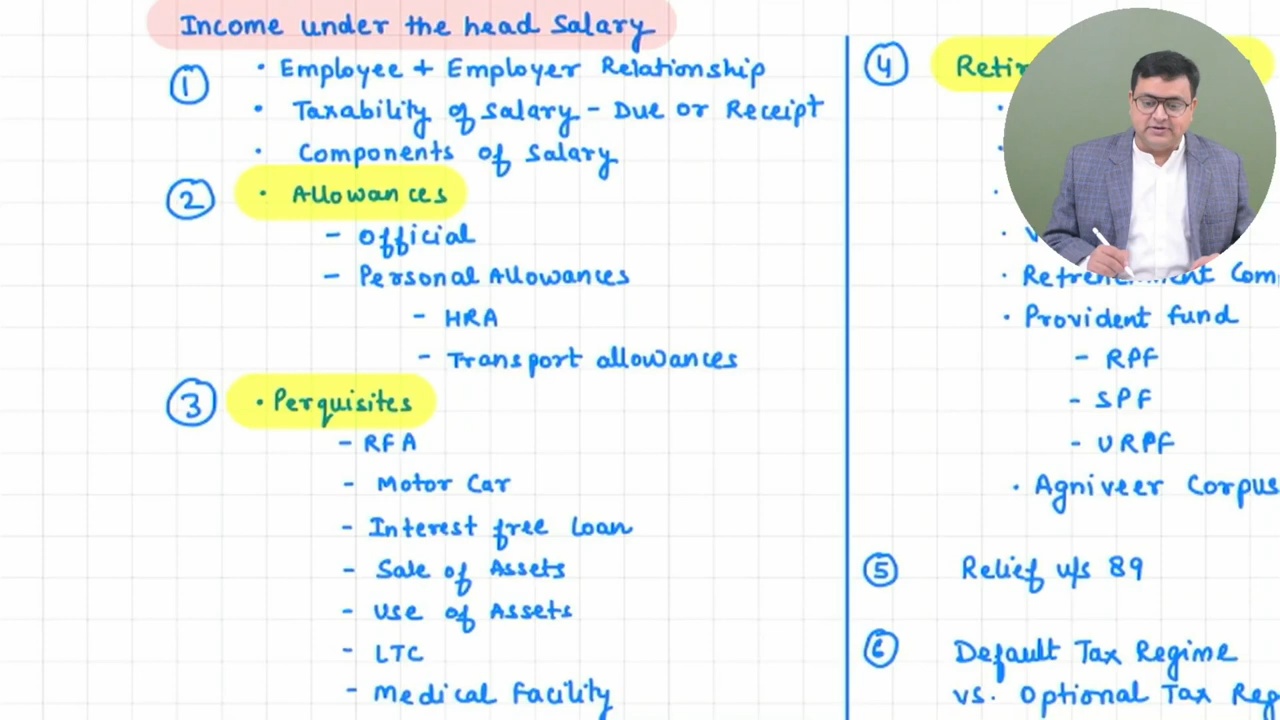 Income under the head Salary
① • Employee + Employer Relationship
• Taxability of Salary - Due or Receipt
• Components of Salary
② • Allowances
- Official
- Personal Allowances
- HRA
- Transport allowances
③ • Perquisites
- RFA
- Motor Car
- Interest free Loan
- Sale of Assets
- Use of Assets
- LTC
- Medical Facility
④
• Provident fund
- RPF
- SPF
- URPF
• Agniveer Corpus
⑤ Relief u/s 89
⑥ Default Tax Regime
vs. Optional Tax Reg